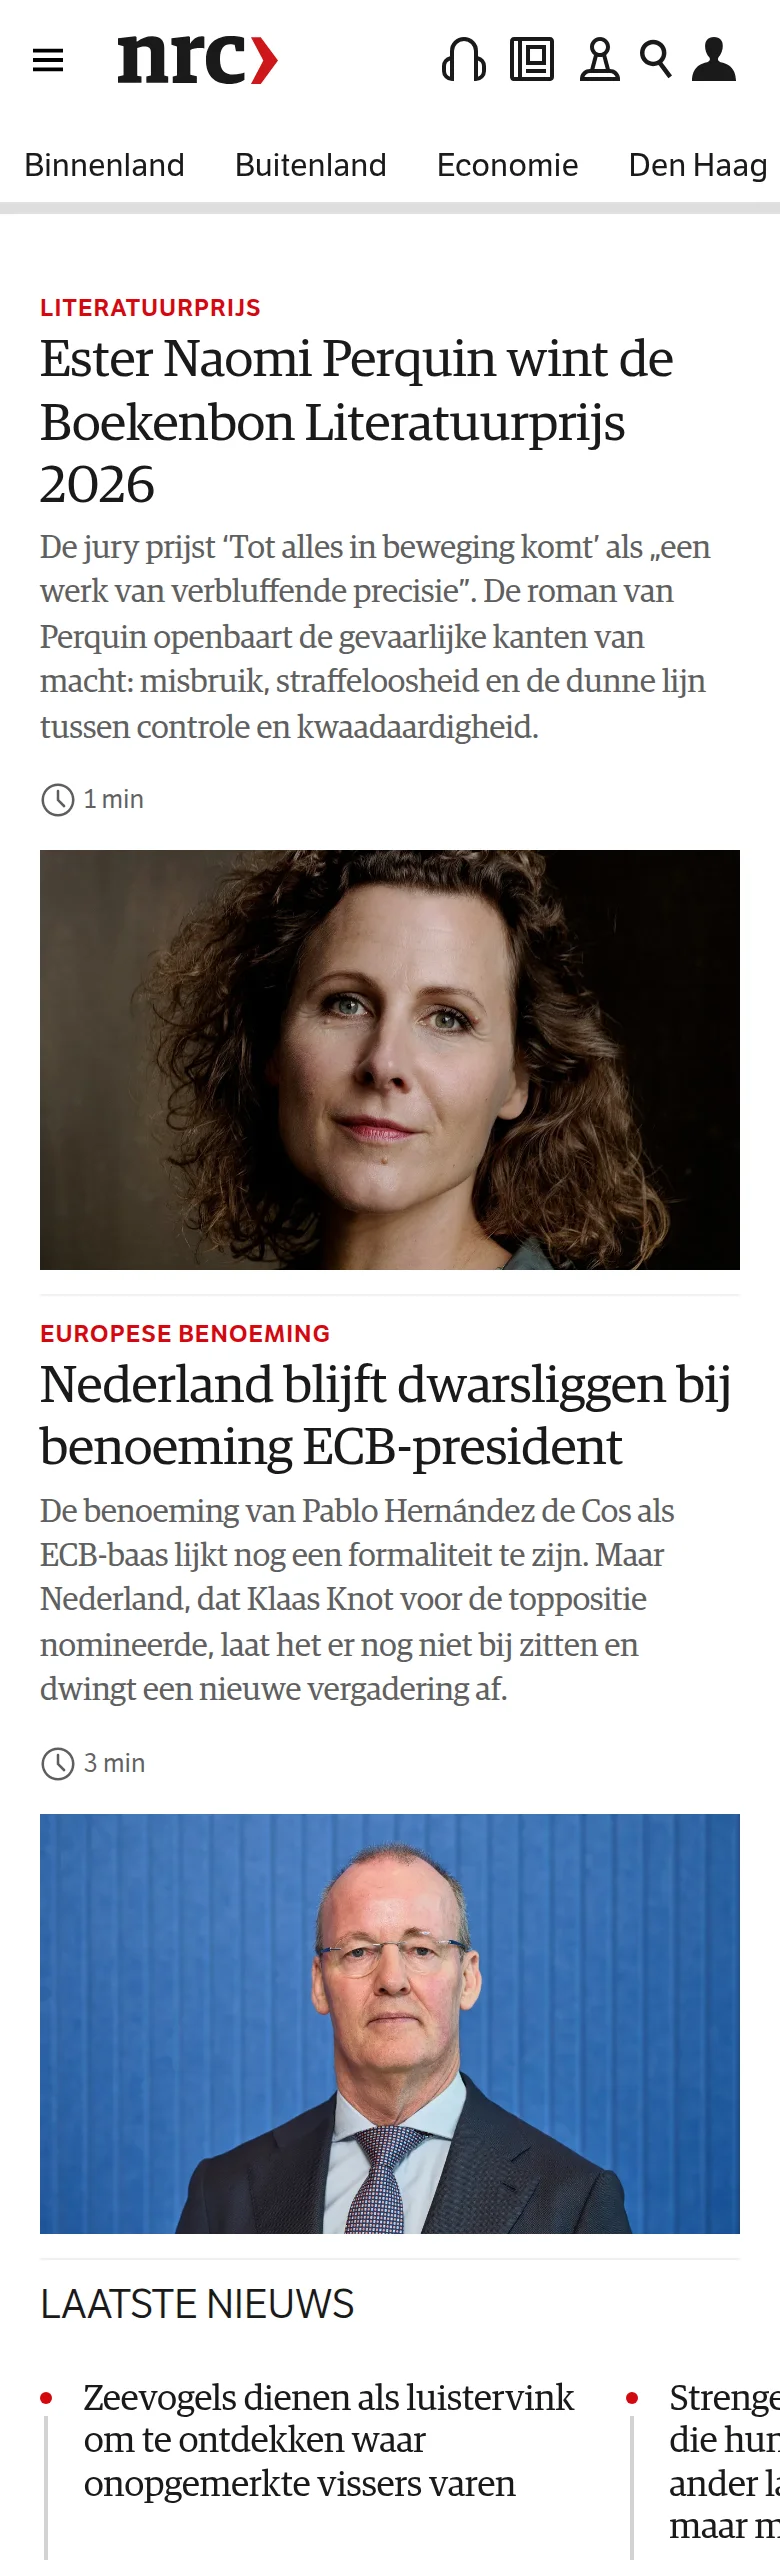 nrc
Binnenland Buitenland Economie Den Haag
LITERATUURPRIJS
Ester Naomi Perquin wint de
Boekenbon Literatuurprijs
2026
De jury prijst ‘Tot alles in beweging komt’ als „een
werk van verbluffende precisie”. De roman van
Perquin openbaart de gevaarlijke kanten van
macht: misbruik, straffeloosheid en de dunne lijn
tussen controle en kwaadaardigheid.
1 min
EUROPESE BENOEMING
Nederland blijft dwarsliggen bij
benoeming ECB-president
De benoeming van Pablo Hernández de Cos als
ECB-baas lijkt nog een formaliteit te zijn. Maar
Nederland, dat Klaas Knot voor de toppositie
nomineerde, laat het er nog niet bij zitten en
dwingt een nieuwe vergadering af.
3 min
LAATSTE NIEUWS
Zeevogels dienen als luistervink
om te ontdekken waar
onopgemerkte vissers varen
die
ander
maar